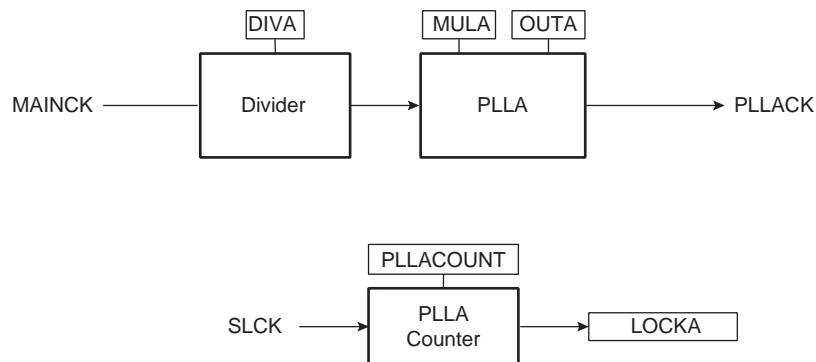 DIVA
MULA
OUTA
MAINCK
Divider
PLLA
PLLACK
PLLACOUNT
SLCK
PLLA
Counter
LOCKA